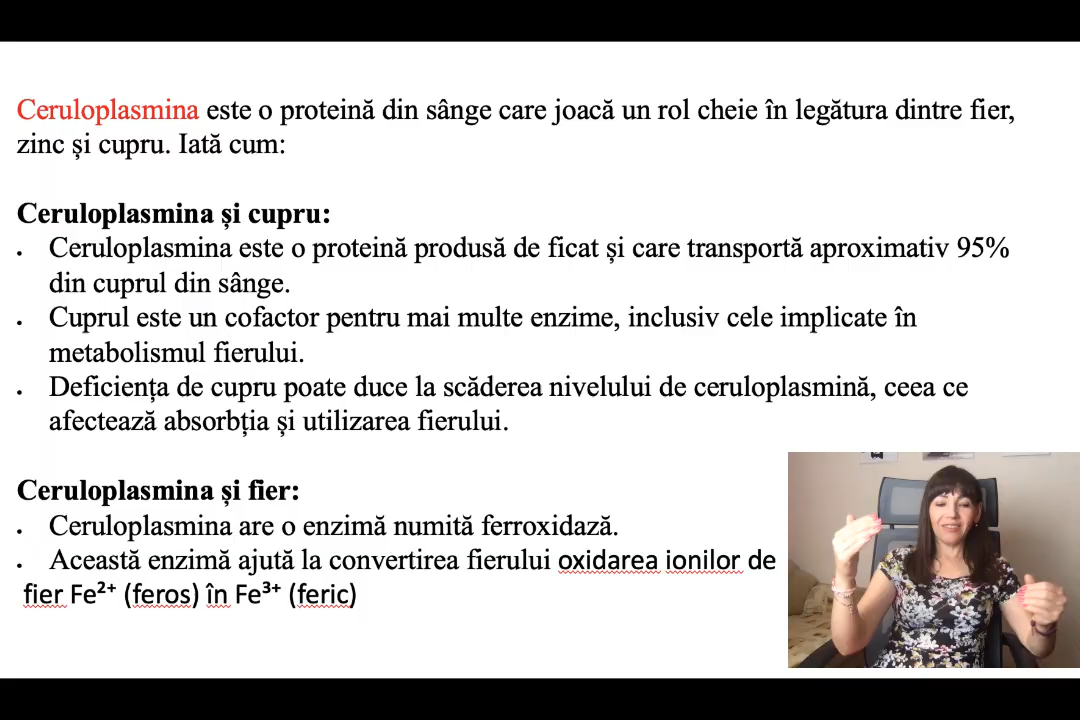 Ceruloplasmina este o proteină din sânge care joacă un rol cheie în legătura dintre fier,
zinc și cupru. Iată cum:
Ceruloplasmina și cupru:
• Ceruloplasmina este o proteină produsă de ficat și care transportă aproximativ 95%
din cuprul din sânge.
• Cuprul este un cofactor pentru mai multe enzime, inclusiv cele implicate în
metabolismul fierului.
• Deficiența de cupru poate duce la scăderea nivelului de ceruloplasmină, ceea ce
afectează absorbția și utilizarea fierului.
Ceruloplasmina și fier:
• Ceruloplasmina are o enzimă numită ferroxidază.
• Această enzimă ajută la convertirea fierului oxidarea ionilor de
fier Fe²⁺ (feros) în Fe³⁺ (feric)